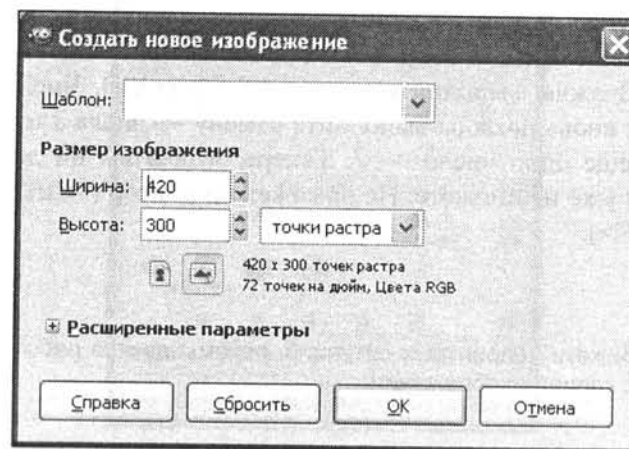 Создать новое изображение
Шаблон:
Размер изображения
Ширина: 420
Высота: 300 точки растра
420 x 300 точек растра
72 точек на дюйм, Цвета RGB
Расширенные параметры
Справка Сбросить OK Отмена